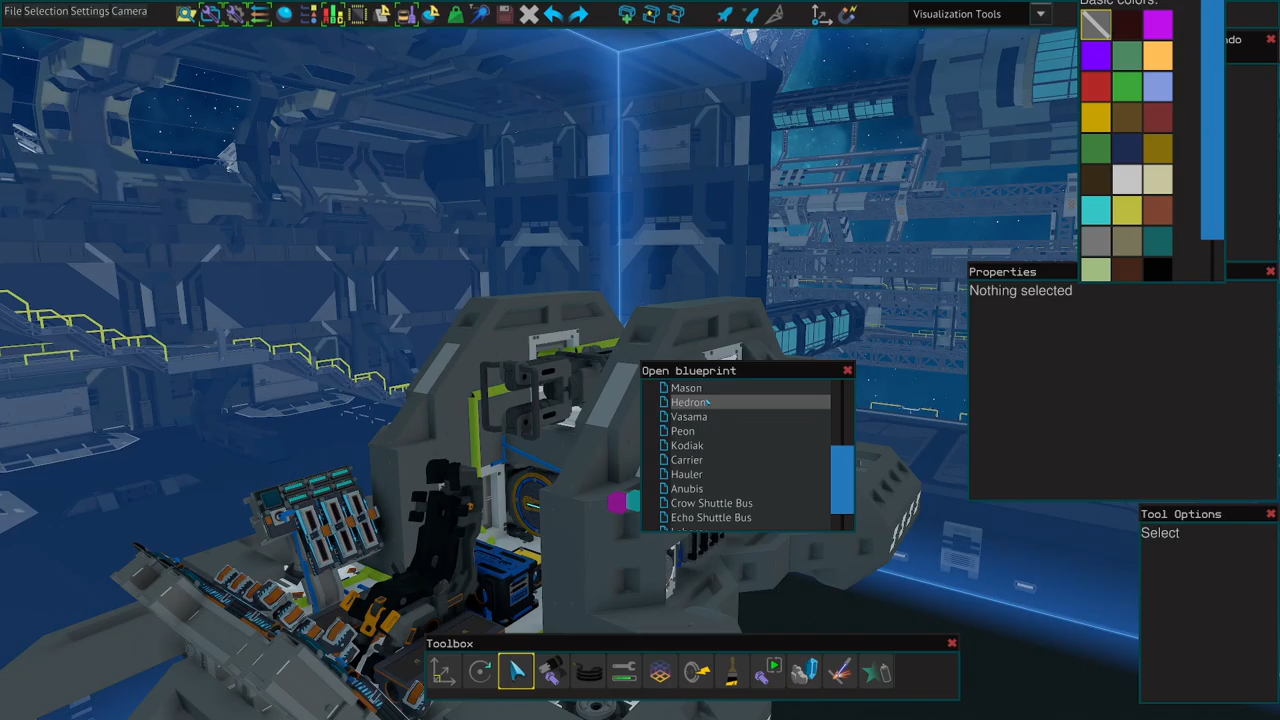 File Selection Settings Camera
Visualization Tools
Basic colors:
Properties
Nothing selected
Open blueprint
Mason
Hedron
Vasama
Peon
Kodiak
Carrier
Hauler
Anubis
Crow Shuttle Bus
Echo Shuttle Bus
Tool Options
Select
Toolbox